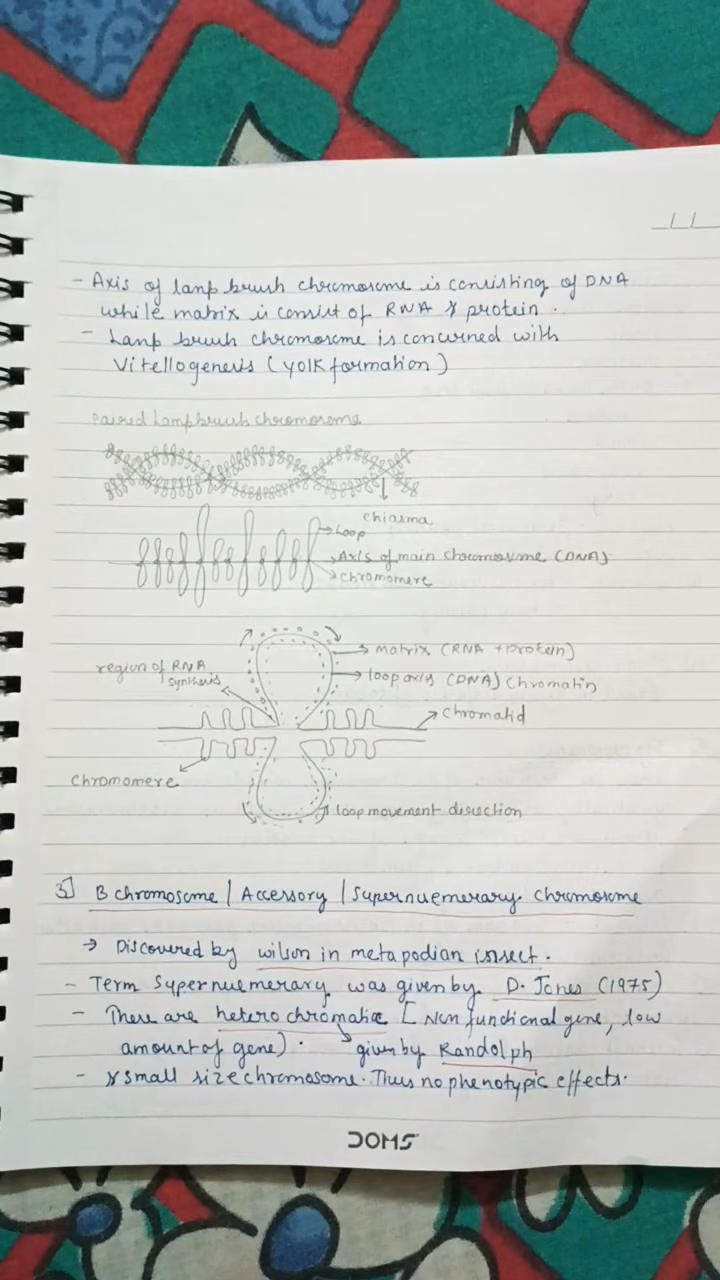 - Axis of lamp brush chromosome is consisting of DNA
while matrix is consist of RNA & protein .
- Lamp brush chromosome is concerned with
Vitellogenesis ( yolk formation )
Paired Lamp brush chromosome
chiasma
Loop
Axis of main chromosome (DNA)
chromomere
matrix (RNA + protein)
region of RNA
synthesis
loop axis (DNA) chromatin
chromatid
chromomere
loop movement direction
3] B chromosome | Accessory | Supernuemerary chromosome
→ Discovered by wilson in metapodian insect .
- Term Supernuemerary was given by D. Jones (1975)
- These are heterochromatic [ Non functional gene, low
amount of gene) . given by Randolph
- & small size chromosome. Thus no phenotypic effects.
DOMS